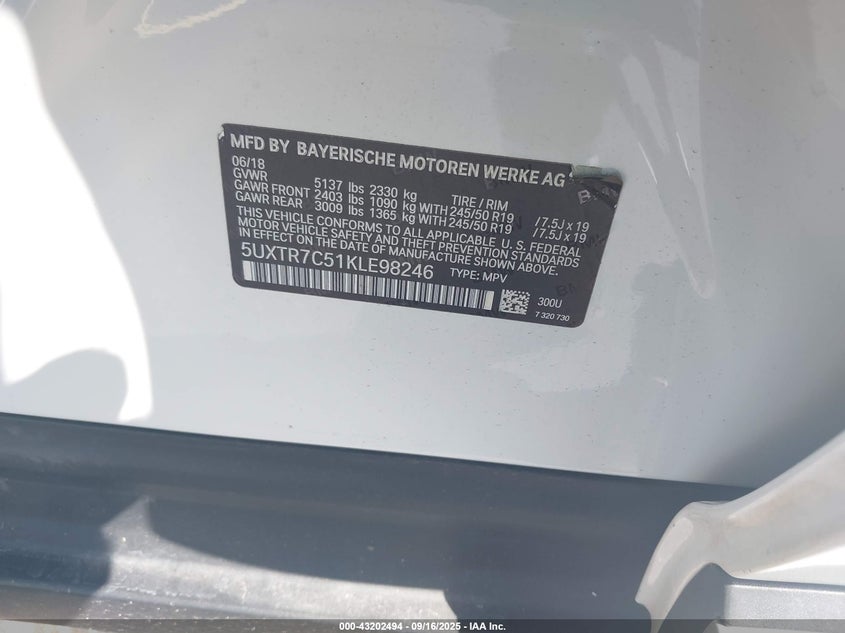 MFD BY BAYERISCHE MOTOREN WERKE AG
06/18
GVWR 5137 lbs 2330 kg TIRE / RIM
GAWR FRONT 2403 lbs 1090 kg WITH 245/50 R19 / 7.5J x 19
GAWR REAR 3009 lbs 1365 kg WITH 245/50 R19 / 7.5J x 19
THIS VEHICLE CONFORMS TO ALL APPLICABLE U.S. FEDERAL
MOTOR VEHICLE SAFETY AND THEFT PREVENTION STANDARDS
IN EFFECT ON THE DATE OF MANUFACTURE SHOWN ABOVE.
5UXTR7C51KLE98246 TYPE: MPV
300U
7 320 730
000-43202494 - 09/16/2025 - IAA Inc.